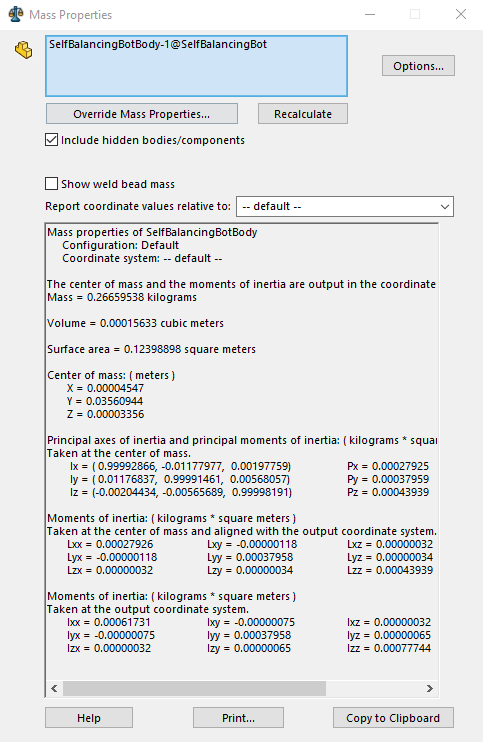 Mass Properties
SelfBalancingBotBody-1@SelfBalancingBot
Options...
Override Mass Properties... Recalculate
Include hidden bodies/components
Show weld bead mass
Report coordinate values relative to: -- default --
Mass properties of SelfBalancingBotBody
Configuration: Default
Coordinate system: -- default --
The center of mass and the moments of inertia are output in the coordinate
Mass = 0.26659538 kilograms
Volume = 0.00015633 cubic meters
Surface area = 0.12398898 square meters
Center of mass: ( meters )
X = 0.00004547
Y = 0.03560944
Z = 0.00003356
Principal axes of inertia and principal moments of inertia: ( kilograms * squar
Taken at the center of mass.
Ix = ( 0.99992866, -0.01177977, 0.00197759) Px = 0.00027925
Iy = ( 0.01176837, 0.99991461, 0.00568057) Py = 0.00037959
Iz = (-0.00204434, -0.00565689, 0.99998191) Pz = 0.00043939
Moments of inertia: ( kilograms * square meters )
Taken at the center of mass and aligned with the output coordinate system.
Lxx = 0.00027926 Lxy = -0.00000118 Lxz = 0.00000032
Lyx = -0.00000118 Lyy = 0.00037958 Lyz = 0.00000034
Lzx = 0.00000032 Lzy = 0.00000034 Lzz = 0.00043939
Moments of inertia: ( kilograms * square meters )
Taken at the output coordinate system.
Ixx = 0.00061731 Ixy = -0.00000075 Ixz = 0.00000032
Iyx = -0.00000075 Iyy = 0.00037958 Iyz = 0.00000065
Izx = 0.00000032 Izy = 0.00000065 Izz = 0.00077744
Help Print... Copy to Clipboard